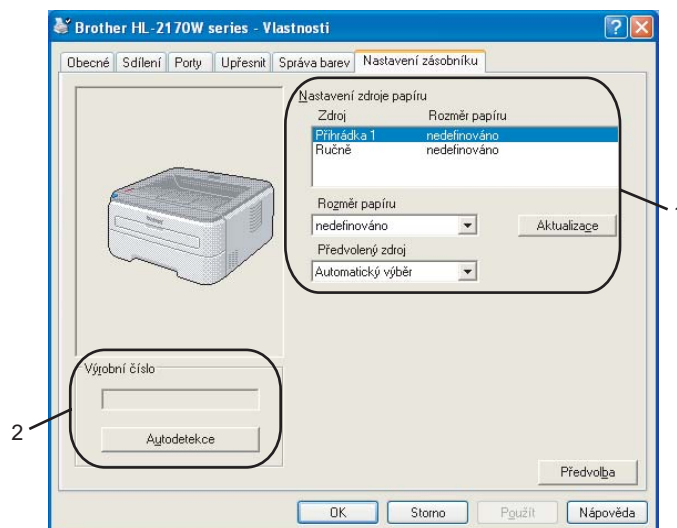 Brother HL-2170W series - Vlastnosti
Obecné Sdílení Porty Upřesnit Správa barev Nastavení zásobníku
Nastavení zdroje papíru
Zdroj Rozměr papíru
Přihrádka 1 nedefinováno
Ručně nedefinováno
Rozměr papíru
nedefinováno Aktualizace
Předvolený zdroj
Automatický výběr
1
Výrobní číslo
2
Autodetekce
Předvolba
OK Storno Použít Nápověda